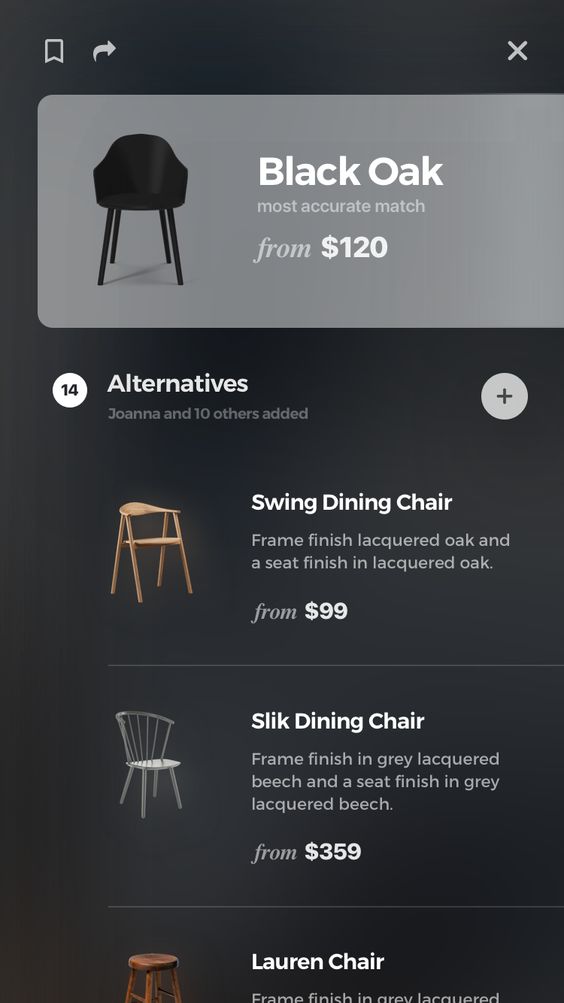 Black Oak
most accurate match
from $120
14
Alternatives
Joanna and 10 others added
Swing Dining Chair
Frame finish lacquered oak and
a seat finish in lacquered oak.
from $99
Slik Dining Chair
Frame finish in grey lacquered
beech and a seat finish in grey
lacquered beech.
from $359
Lauren Chair
Frame finish in grey lacquered